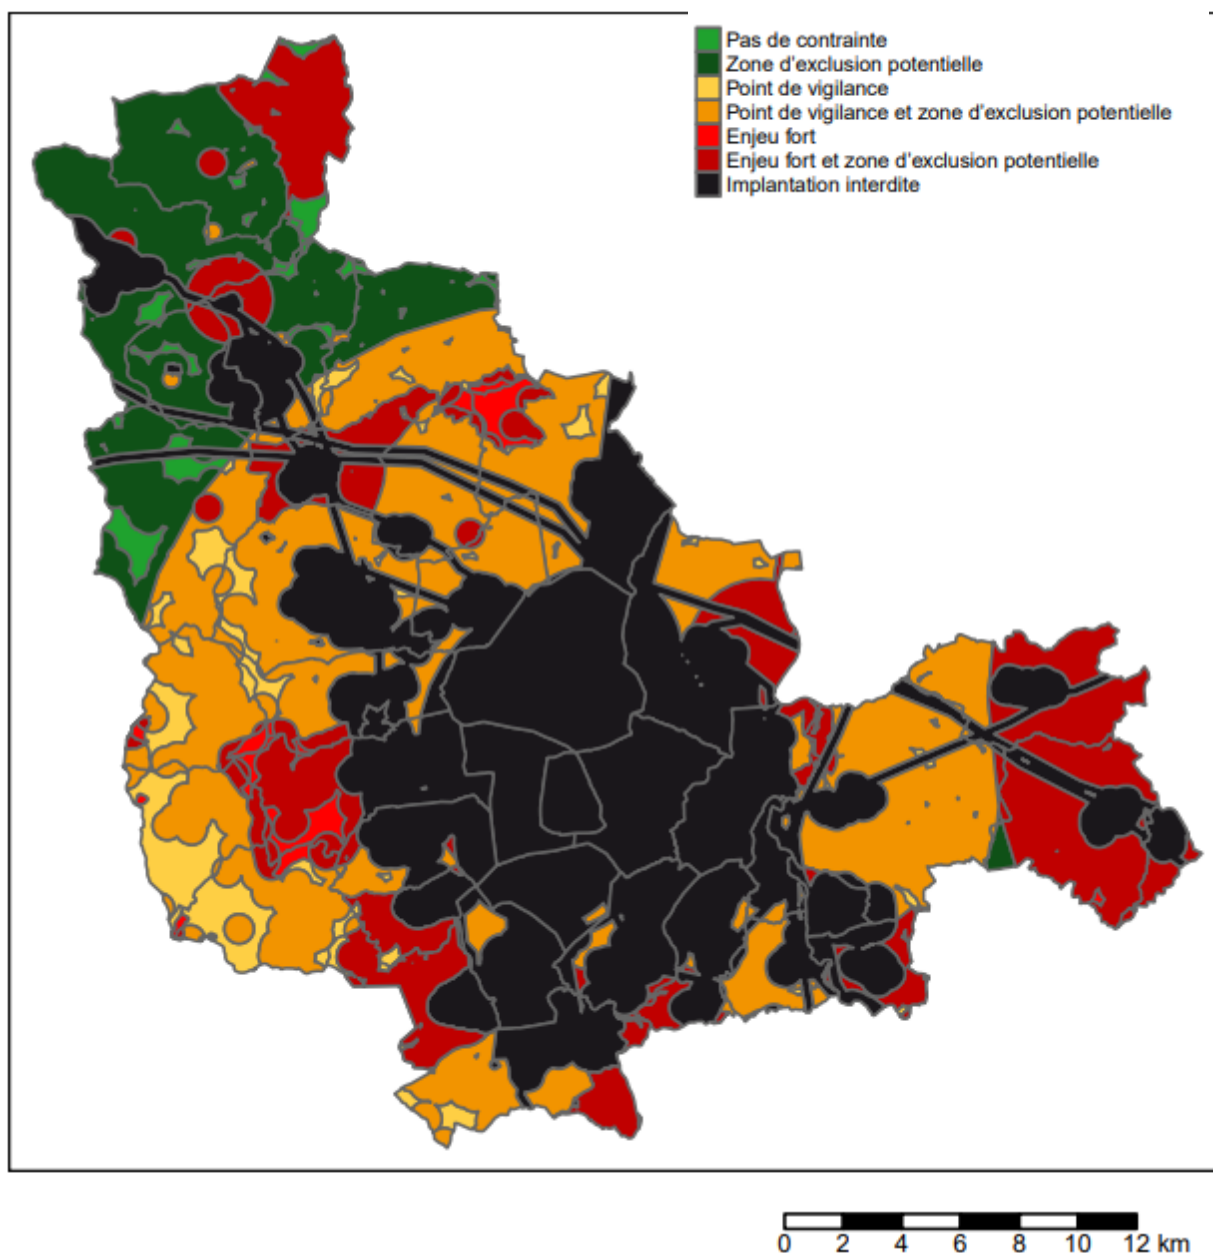 Pas de contrainte
Zone d'exclusion potentielle
Point de vigilance
Point de vigilance et zone d'exclusion potentielle
Enjeu fort
Enjeu fort et zone d'exclusion potentielle
Implantation interdite
0 2 4 6 8 10 12 km